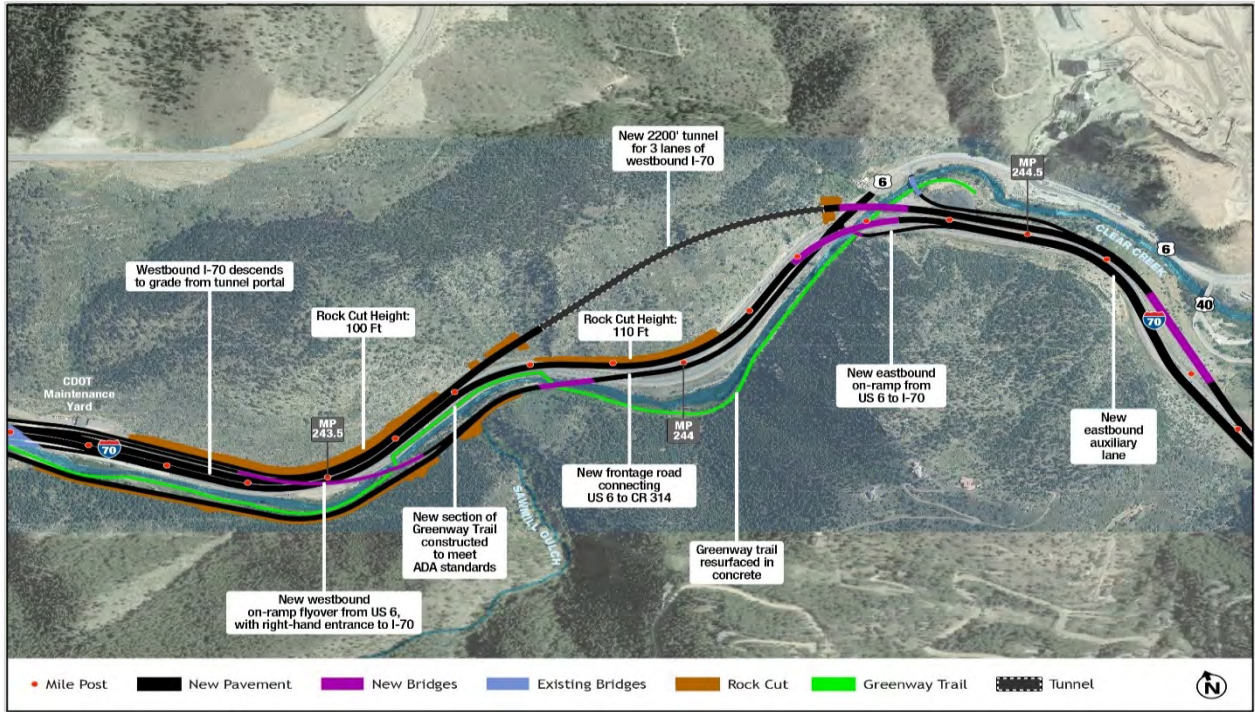 New 2200' tunnel
for 3 lanes of
westbound I-70
6
MP
244.5
CLEAR CREEK
6
40
70
Westbound I-70 descends
to grade from tunnel portal
Rock Cut Height:
100 Ft
Rock Cut Height:
110 Ft
CDOT
Maintenance
Yard
70
MP
243.5
MP
244
New eastbound
on-ramp from
US 6 to I-70
New
eastbound
auxiliary
lane
New frontage road
connecting
US 6 to CR 314
New section of
Greenway Trail
constructed
to meet
ADA standards
SAWMILL GULCH
Greenway trail
resurfaced in
concrete
New westbound
on-ramp flyover from US 6,
with right-hand entrance to I-70
Mile Post
New Pavement
New Bridges
Existing Bridges
Rock Cut
Greenway Trail
Tunnel
N